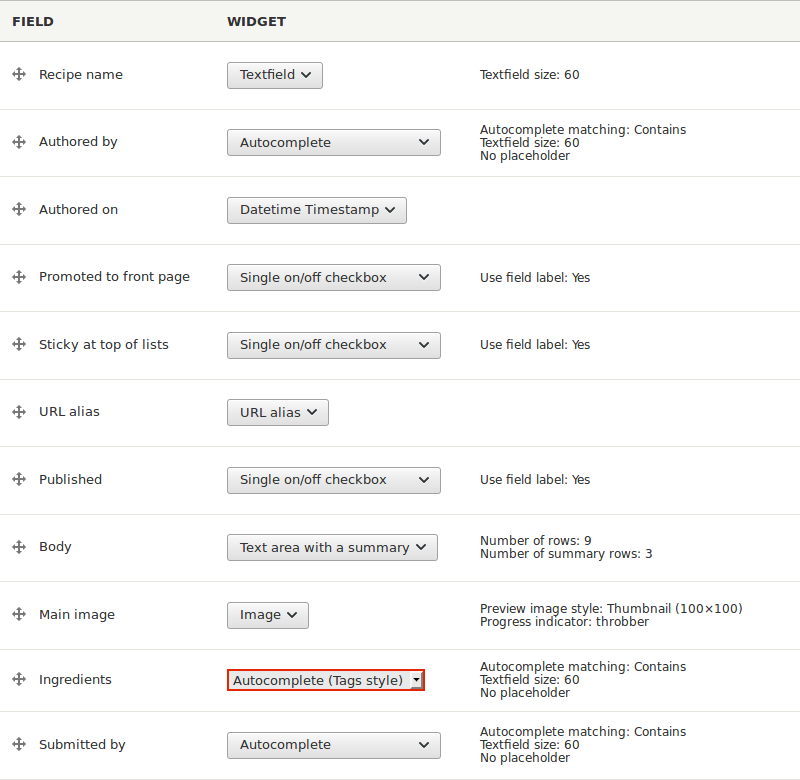 FIELD WIDGET
Recipe name Textfield Textfield size: 60
Authored by Autocomplete Autocomplete matching: Contains
Textfield size: 60
No placeholder
Authored on Datetime Timestamp
Promoted to front page Single on/off checkbox Use field label: Yes
Sticky at top of lists Single on/off checkbox Use field label: Yes
URL alias URL alias
Published Single on/off checkbox Use field label: Yes
Body Text area with a summary Number of rows: 9
Number of summary rows: 3
Main image Image Preview image style: Thumbnail (100×100)
Progress indicator: throbber
Ingredients Autocomplete (Tags style) Autocomplete matching: Contains
Textfield size: 60
No placeholder
Submitted by Autocomplete Autocomplete matching: Contains
Textfield size: 60
No placeholder